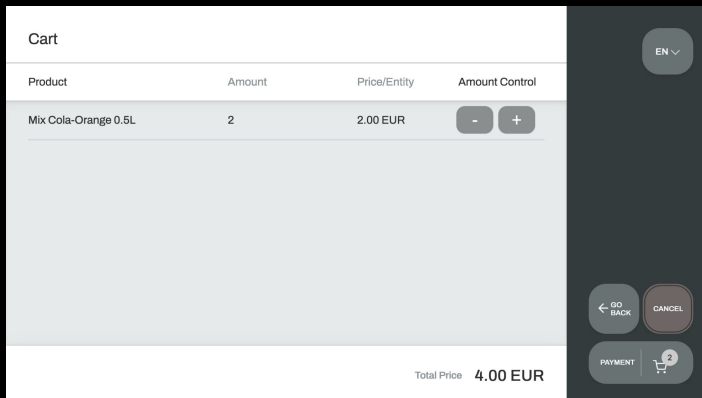 Cart
EN
Product Amount Price/Entity Amount Control
Mix Cola-Orange 0.5L 2 2.00 EUR - +
GO
BACK
CANCEL
PAYMENT 2
Total Price 4.00 EUR